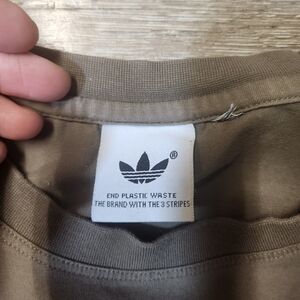 ®
END PLASTIC WASTE
THE BRAND WITH THE 3 STRIPES